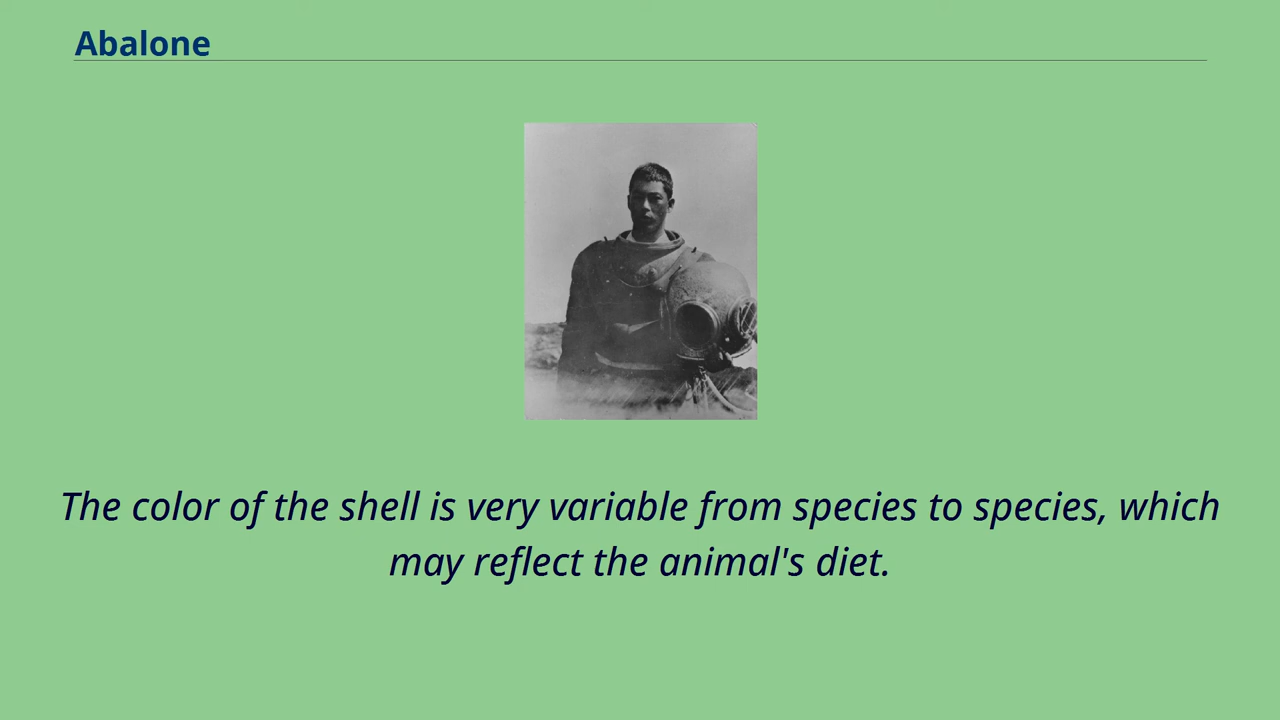 Abalone
The color of the shell is very variable from species to species, which
may reflect the animal's diet.